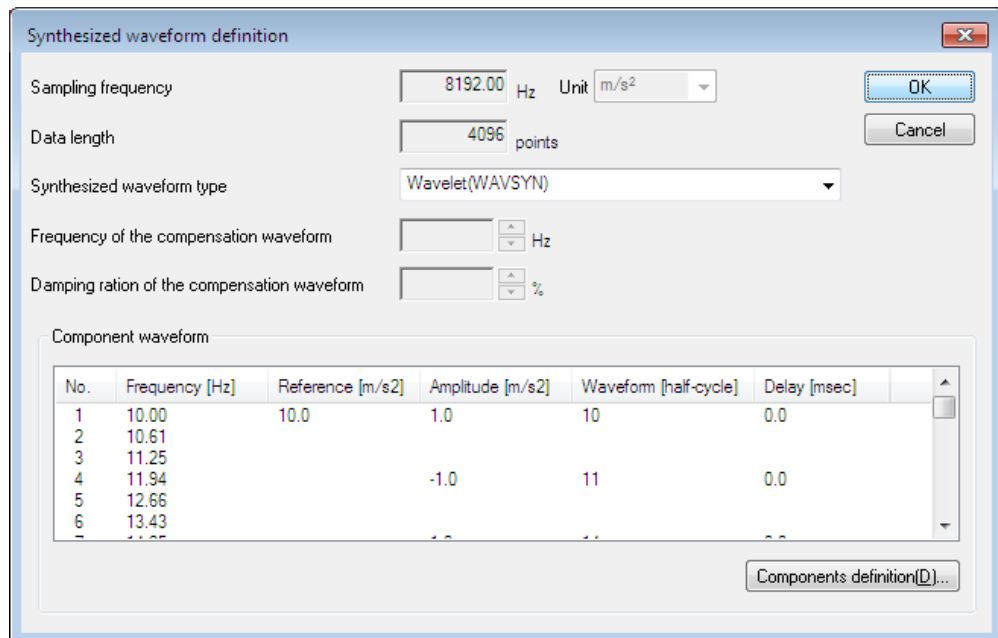 Synthesized waveform definition
Sampling frequency 8192.00 Hz Unit m/s² OK
Data length 4096 points Cancel
Synthesized waveform type Wavelet(WAVSYN)
Frequency of the compensation waveform Hz
Damping ration of the compensation waveform %
Component waveform
No. Frequency [Hz] Reference [m/s2] Amplitude [m/s2] Waveform [half-cycle] Delay [msec]
1 10.00 10.0 1.0 10 0.0
2 10.61
3 11.25
4 11.94 -1.0 11 0.0
5 12.66
6 13.43
Components definition(D)...